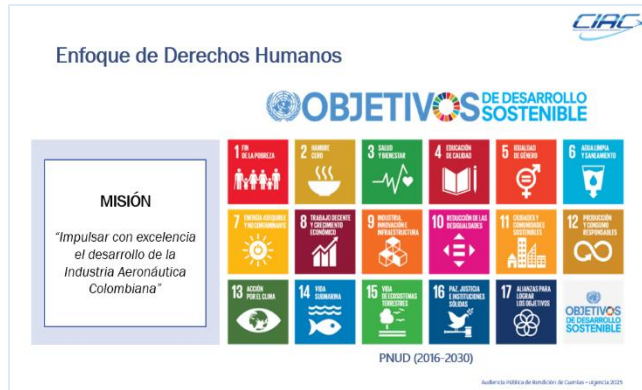 CIAC
Enfoque de Derechos Humanos
OBJETIVOS DE DESARROLLO
SOSTENIBLE
MISIÓN
"Impulsar con excelencia
el desarrollo de la
Industria Aeronáutica
Colombiana"
1 FIN
DE LA POBREZA
2 HAMBRE
CERO
3 SALUD
Y BIENESTAR
4 EDUCACIÓN
DE CALIDAD
5 IGUALDAD
DE GÉNERO
6 AGUA LIMPIA
Y SANEAMIENTO
7 ENERGÍA ASEQUIBLE
Y NO CONTAMINANTE
8 TRABAJO DECENTE
Y CRECIMIENTO
ECONÓMICO
9 INDUSTRIA,
INNOVACIÓN E
INFRAESTRUCTURA
10 REDUCCIÓN DE LAS
DESIGUALDADES
11 CIUDADES Y
COMUNIDADES
SOSTENIBLES
12 PRODUCCIÓN
Y CONSUMO
RESPONSABLES
13 ACCIÓN
POR EL CLIMA
14 VIDA
SUBMARINA
15 VIDA
DE ECOSISTEMAS
TERRESTRES
16 PAZ, JUSTICIA
E INSTITUCIONES
SÓLIDAS
17 ALIANZAS PARA
LOGRAR
LOS OBJETIVOS
OBJETIVOS
DE DESARROLLO
SOSTENIBLE
PNUD (2016-2030)
Audiencia Pública de Rendición de Cuentas – vigencia 2025